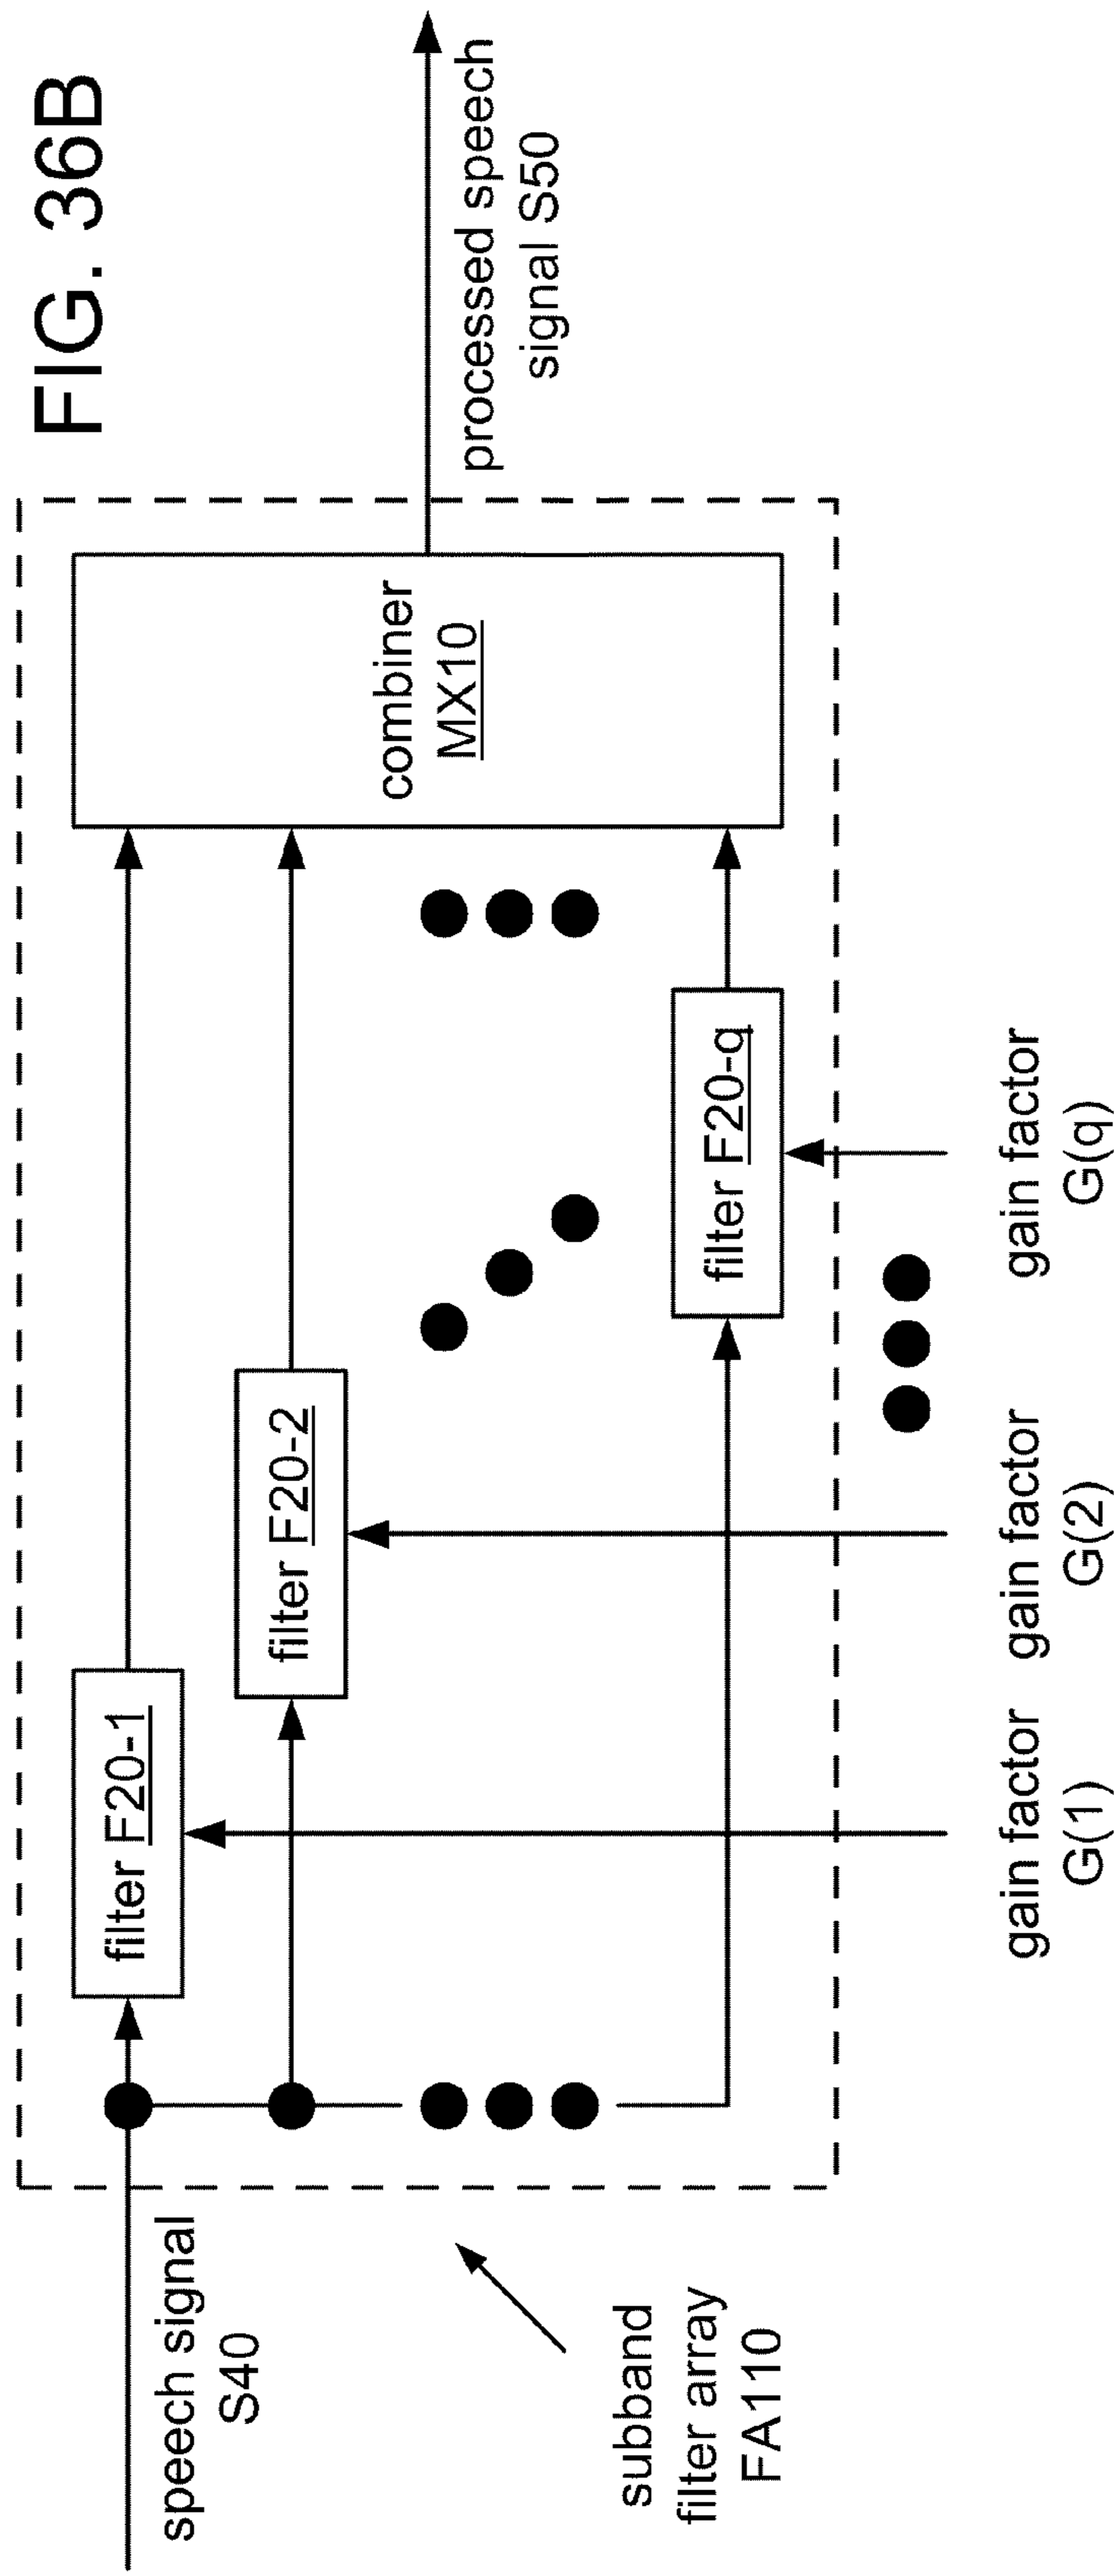 FIG. 36B
speech signal
S40
filter F20-1
filter F20-2
filter F20-q
combiner
MX10
processed speech
signal S50
subband
filter array
FA110
gain factor
G(1)
gain factor
G(2)
gain factor
G(q)